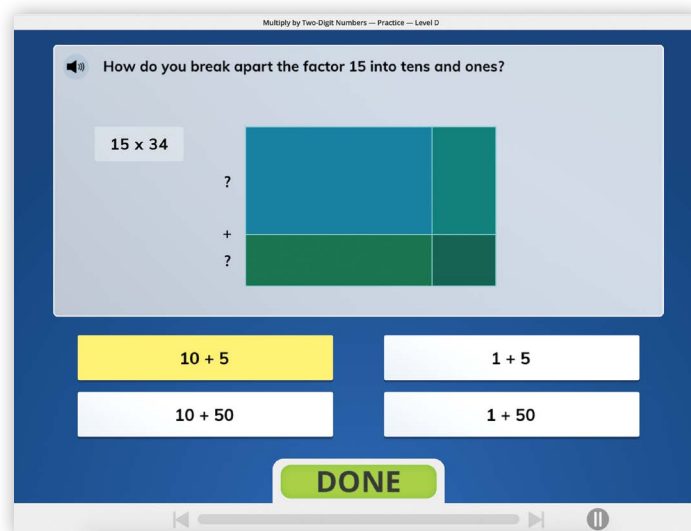 Multiply by Two-Digit Numbers — Practice — Level D
How do you break apart the factor 15 into tens and ones?
15 x 34
?
+
?
10 + 5
1 + 5
10 + 50
1 + 50
DONE